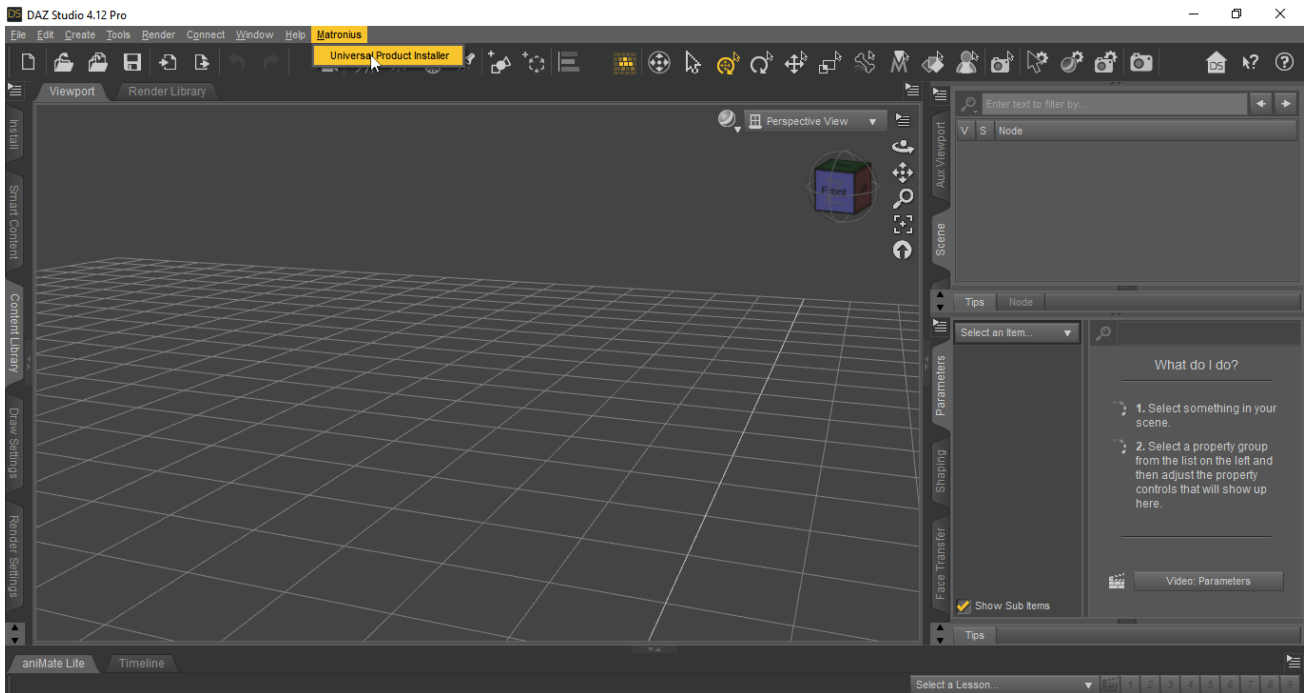 DS DAZ Studio 4.12 Pro
File Edit Create Tools Render Connect Window Help Matronius
Universal Product Installer
DS
Viewport Render Library
Install
Smart Content
Content Library
Draw Settings
Render Settings
Perspective View
Front
Aux Viewport
Scene
Enter text to filter by...
V S Node
Tips Node
Parameters
Shaping
Face Transfer
Select an Item...
What do I do?
1. Select something in your
scene.
2. Select a property group
from the list on the left and
then adjust the property
controls that will show up
here.
Video: Parameters
Show Sub Items
Tips
aniMate Lite Timeline
Select a Lesson... 1 2 3 4 5 6 7 8 9